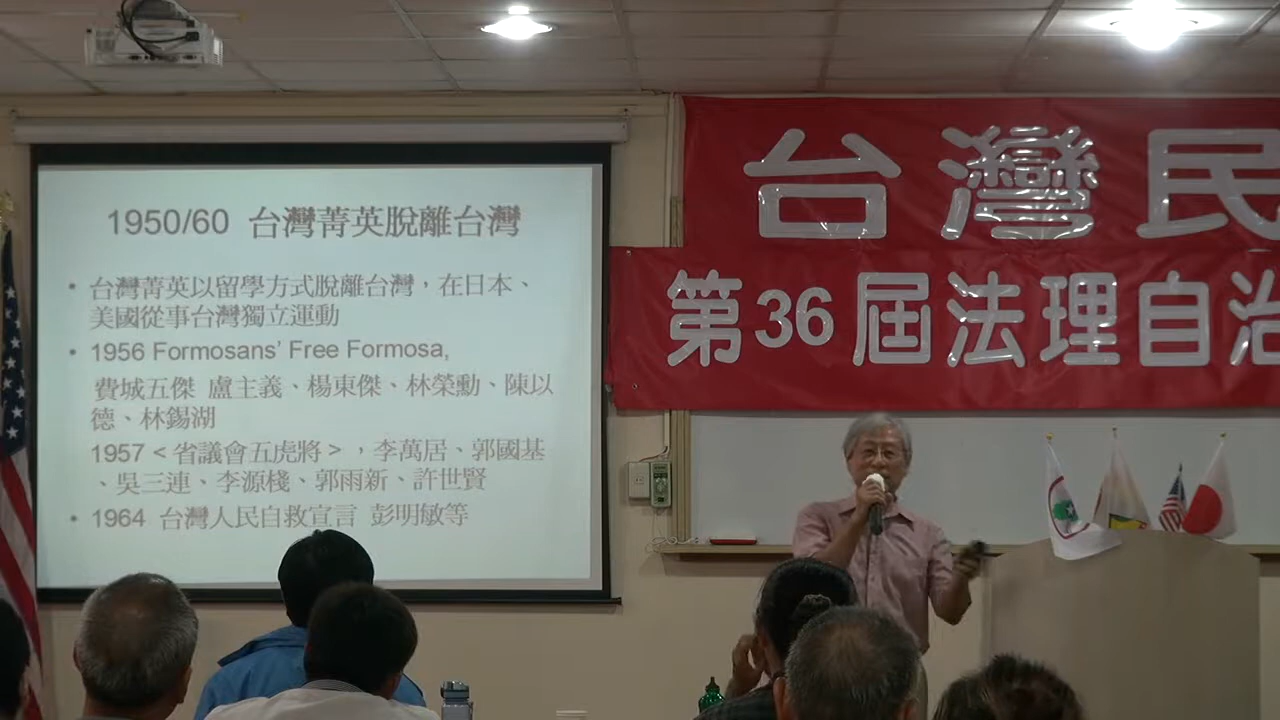 1950/60 台灣菁英脫離台灣
• 台灣菁英以留學方式脫離台灣，在日本、
美國從事台灣獨立運動
• 1956 Formosans' Free Formosa,
費城五傑 盧主義、楊東傑、林榮勳、陳以
德、林錫湖
1957 < 省議會五虎將 > ，李萬居、郭國基
、吳三連、李源棧、郭雨新、許世賢
• 1964 台灣人民自救宣言 彭明敏等
台灣民
第36屆法理自治